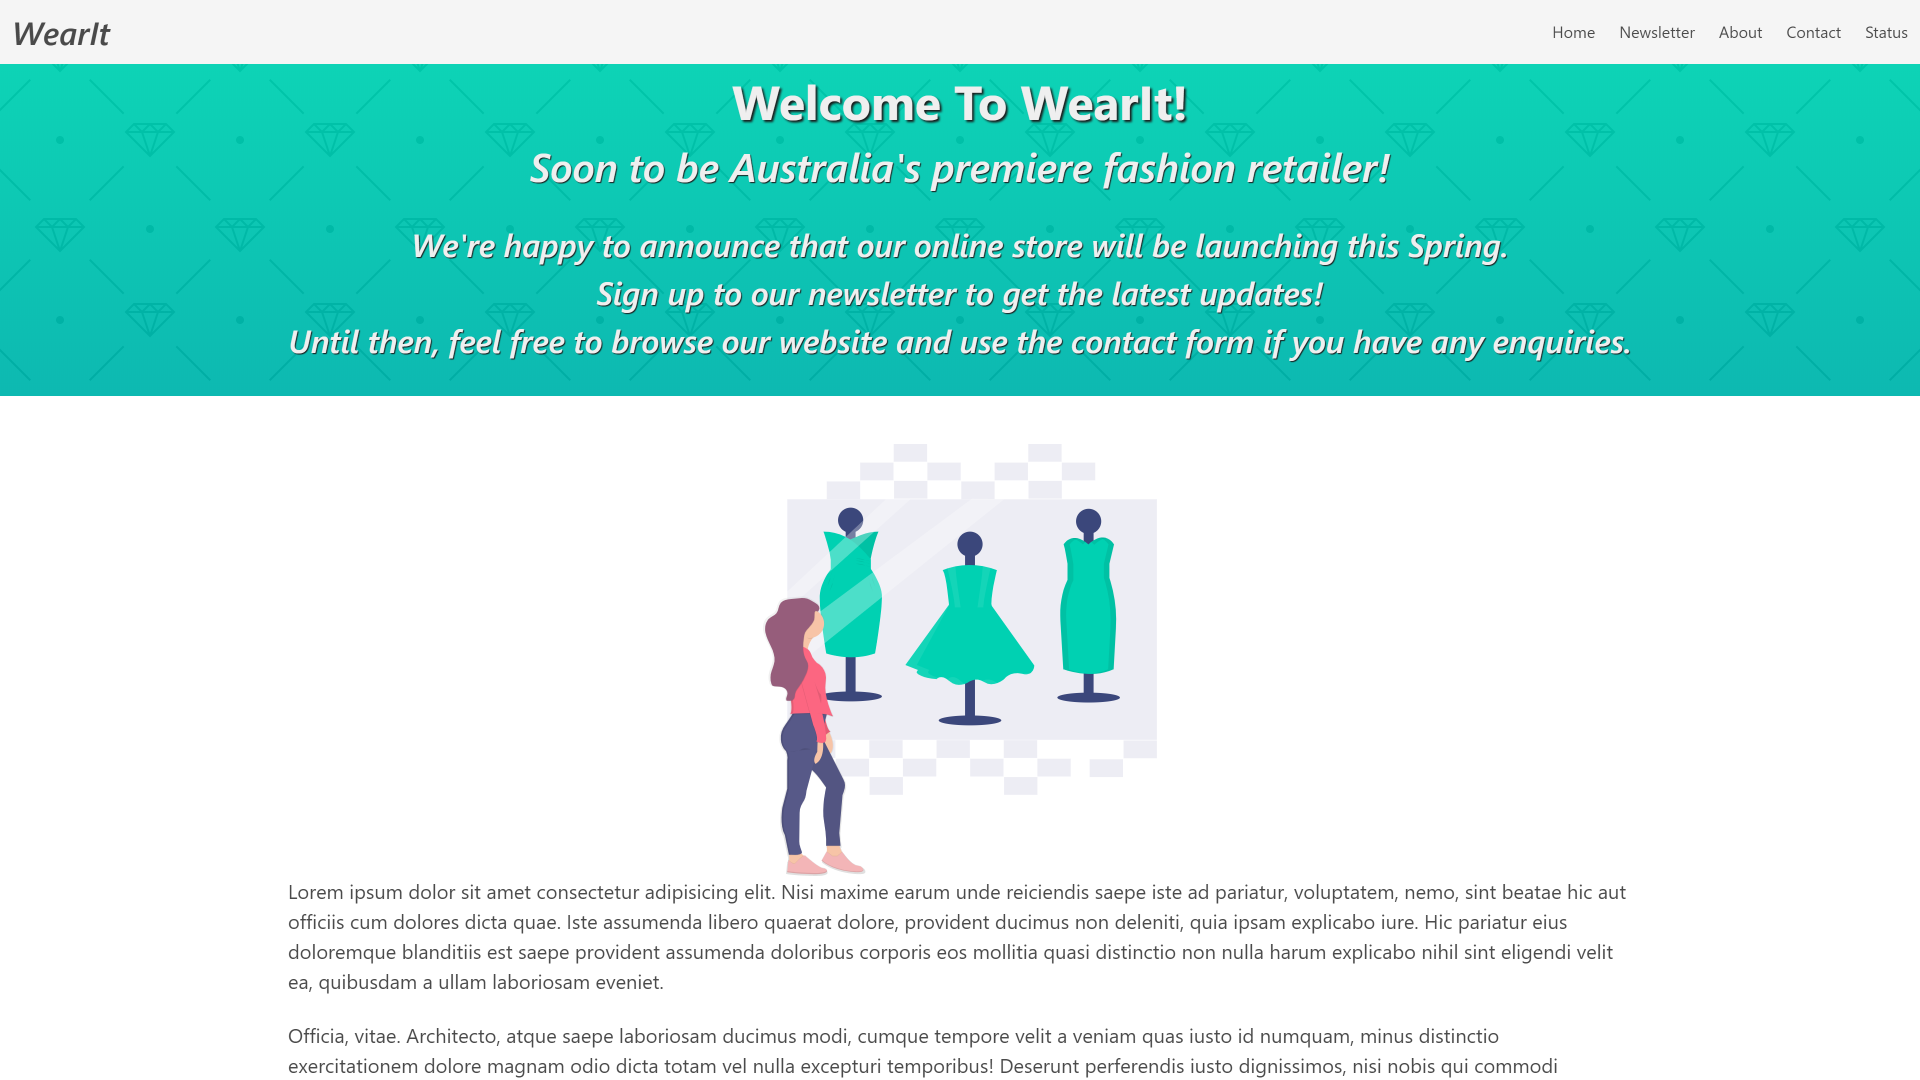 WearIt
Home Newsletter About Contact Status
Welcome To WearIt!
Soon to be Australia's premiere fashion retailer!
We're happy to announce that our online store will be launching this Spring.
Sign up to our newsletter to get the latest updates!
Until then, feel free to browse our website and use the contact form if you have any enquiries.
Lorem ipsum dolor sit amet consectetur adipisicing elit. Nisi maxime earum unde reiciendis saepe iste ad pariatur, voluptatem, nemo, sint beatae hic aut
officiis cum dolores dicta quae. Iste assumenda libero quaerat dolore, provident ducimus non deleniti, quia ipsam explicabo iure. Hic pariatur eius
doloremque blanditiis est saepe provident assumenda doloribus corporis eos mollitia quasi distinctio non nulla harum explicabo nihil sint eligendi velit
ea, quibusdam a ullam laboriosam eveniet.
Officia, vitae. Architecto, atque saepe laboriosam ducimus modi, cumque tempore velit a veniam quas iusto id numquam, minus distinctio
exercitationem dolore magnam odio dicta totam vel nulla excepturi temporibus! Deserunt perferendis iusto dignissimos, nisi nobis qui commodi